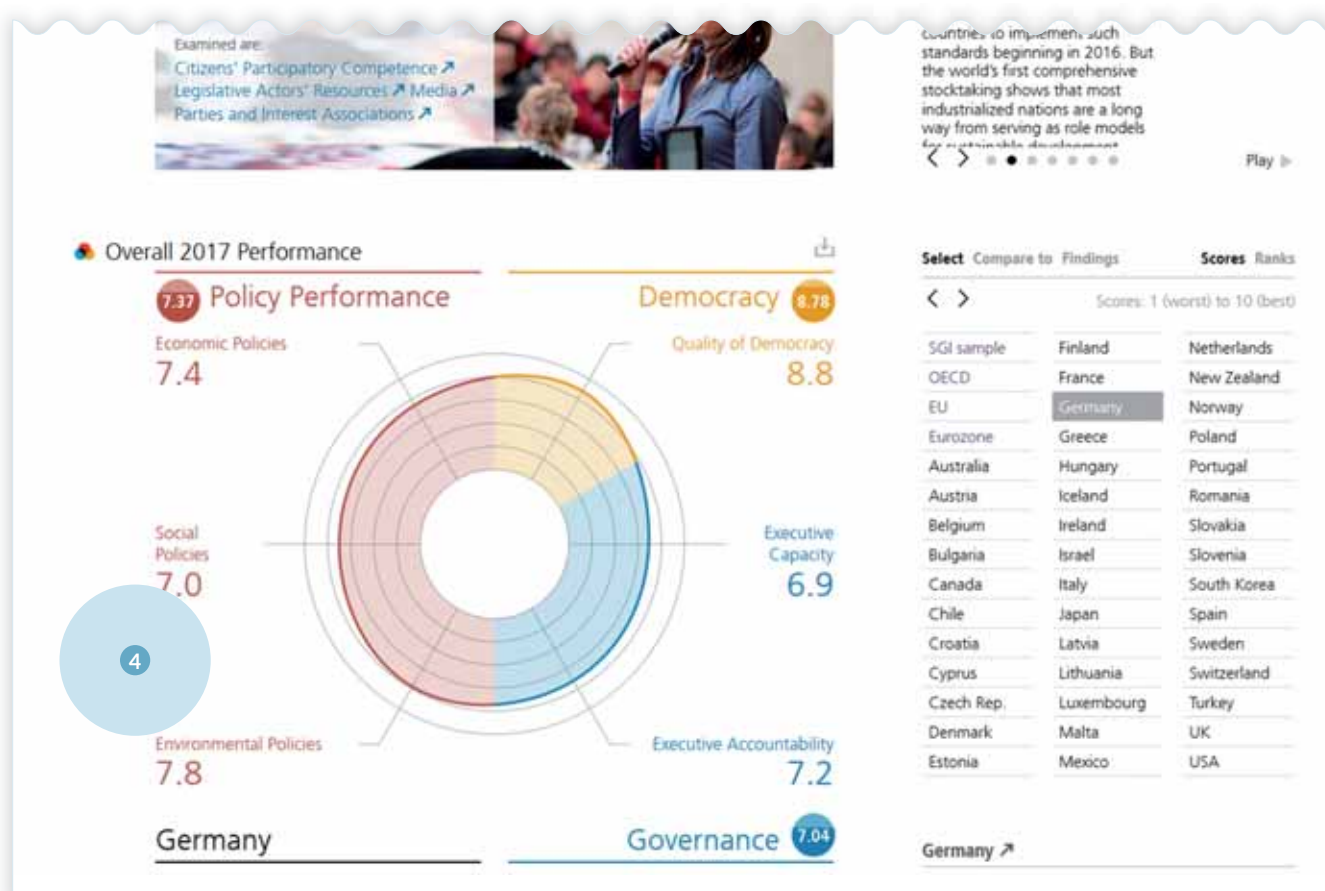 Examined are:
Citizens' Participatory Competence ↗
Legislative Actors' Resources ↗ Media ↗
Parties and Interest Associations ↗
countries to implement such
standards beginning in 2016. But
the world's first comprehensive
stocktaking shows that most
industrialized nations are a long
way from serving as role models
for sustainable development
Play
Overall 2017 Performance
7.37 Policy Performance
Democracy 8.78
Economic Policies
7.4
Quality of Democracy
8.8
Social
Policies
7.0
Executive
Capacity
6.9
4
Environmental Policies
7.8
Executive Accountability
7.2
Germany
Governance 7.04
Select Compare to Findings Scores Ranks
Scores: 1 (worst) to 10 (best)
SGI sample Finland Netherlands
OECD France New Zealand
EU Germany Norway
Eurozone Greece Poland
Australia Hungary Portugal
Austria Iceland Romania
Belgium Ireland Slovakia
Bulgaria Israel Slovenia
Canada Italy South Korea
Chile Japan Spain
Croatia Latvia Sweden
Cyprus Lithuania Switzerland
Czech Rep. Luxembourg Turkey
Denmark Malta UK
Estonia Mexico USA
Germany ↗